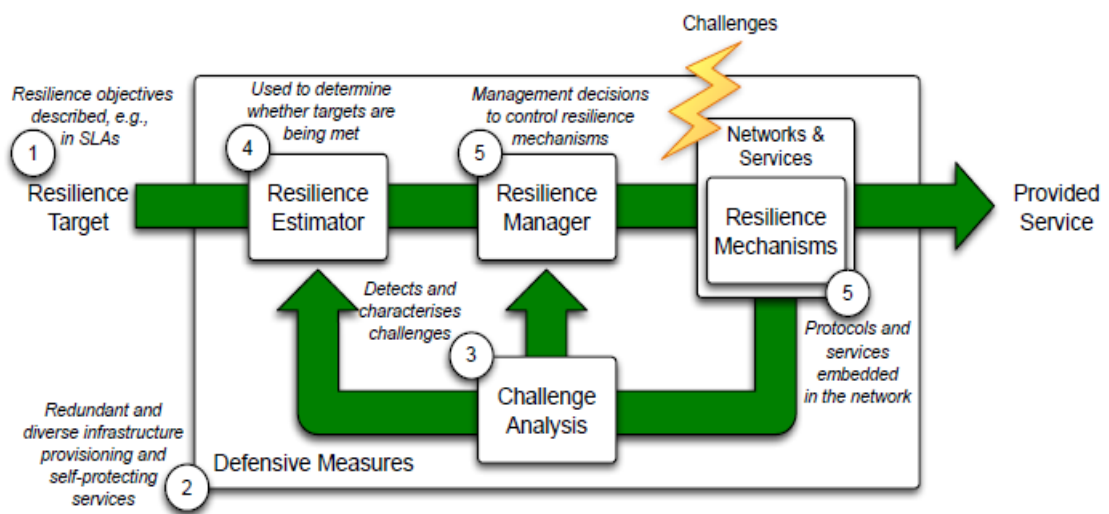 Challenges
Resilience objectives
described, e.g.,
in SLAs
1
Resilience
Target
Used to determine
whether targets are
being met
4
Resilience
Estimator
Management decisions
to control resilience
mechanisms
5
Resilience
Manager
Networks &
Services
Resilience
Mechanisms
5
Protocols and
services
embedded
in the network
Provided
Service
Detects and
characterises
challenges
3
Challenge
Analysis
Redundant and
diverse infrastructure
provisioning and
self-protecting
services
2
Defensive Measures